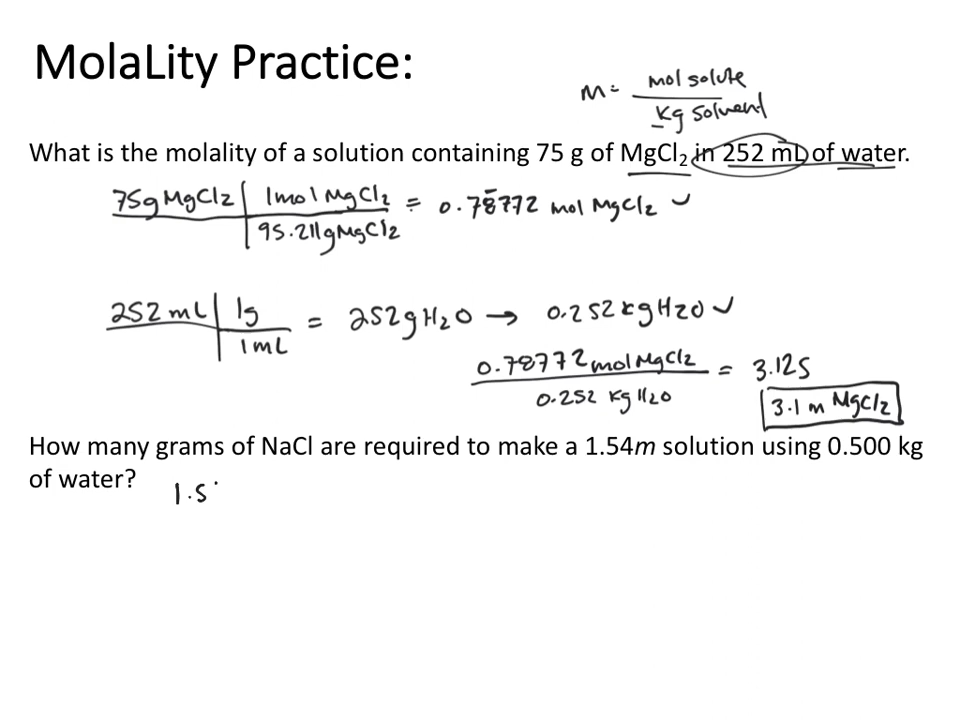 MolaLity Practice:
m = mol solute / kg solvent
What is the molality of a solution containing 75 g of MgCl₂ in 252 mL of water.
75g MgCl2 | 1mol MgCl2 = 0.78772 mol MgCl2 ✓
95.211g MgCl2
252 mL | 1g = 252g H2O → 0.252 kg H2O ✓
1 mL
0.78772 mol MgCl2 = 3.125
0.252 kg H2O
3.1 m MgCl2
How many grams of NaCl are required to make a 1.54m solution using 0.500 kg
of water?
1.5